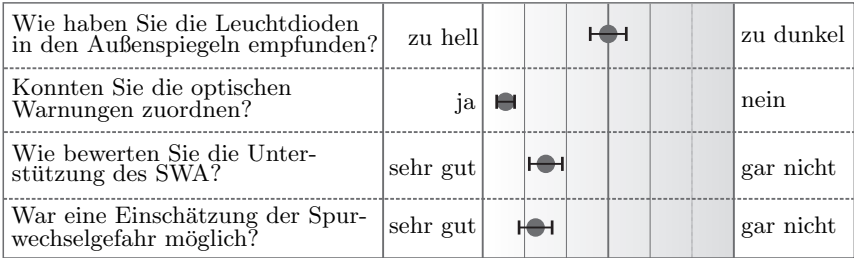 Wie haben Sie die Leuchtdioden
in den Außenspiegeln empfunden?
zu hell
zu dunkel
Konnten Sie die optischen
Warnungen zuordnen?
ja
nein
Wie bewerten Sie die Unter-
stützung des SWA?
sehr gut
gar nicht
War eine Einschätzung der Spur-
wechselgefahr möglich?
sehr gut
gar nicht